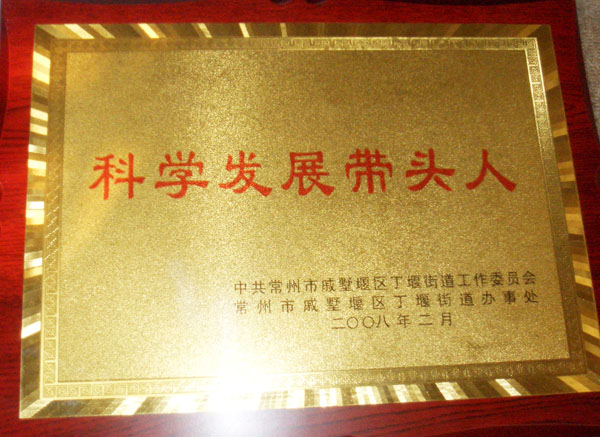 科学发展带头人
中共常州市戚墅堰区丁堰街道工作委员会
常州市戚墅堰区丁堰街道办事处
二〇〇八年二月